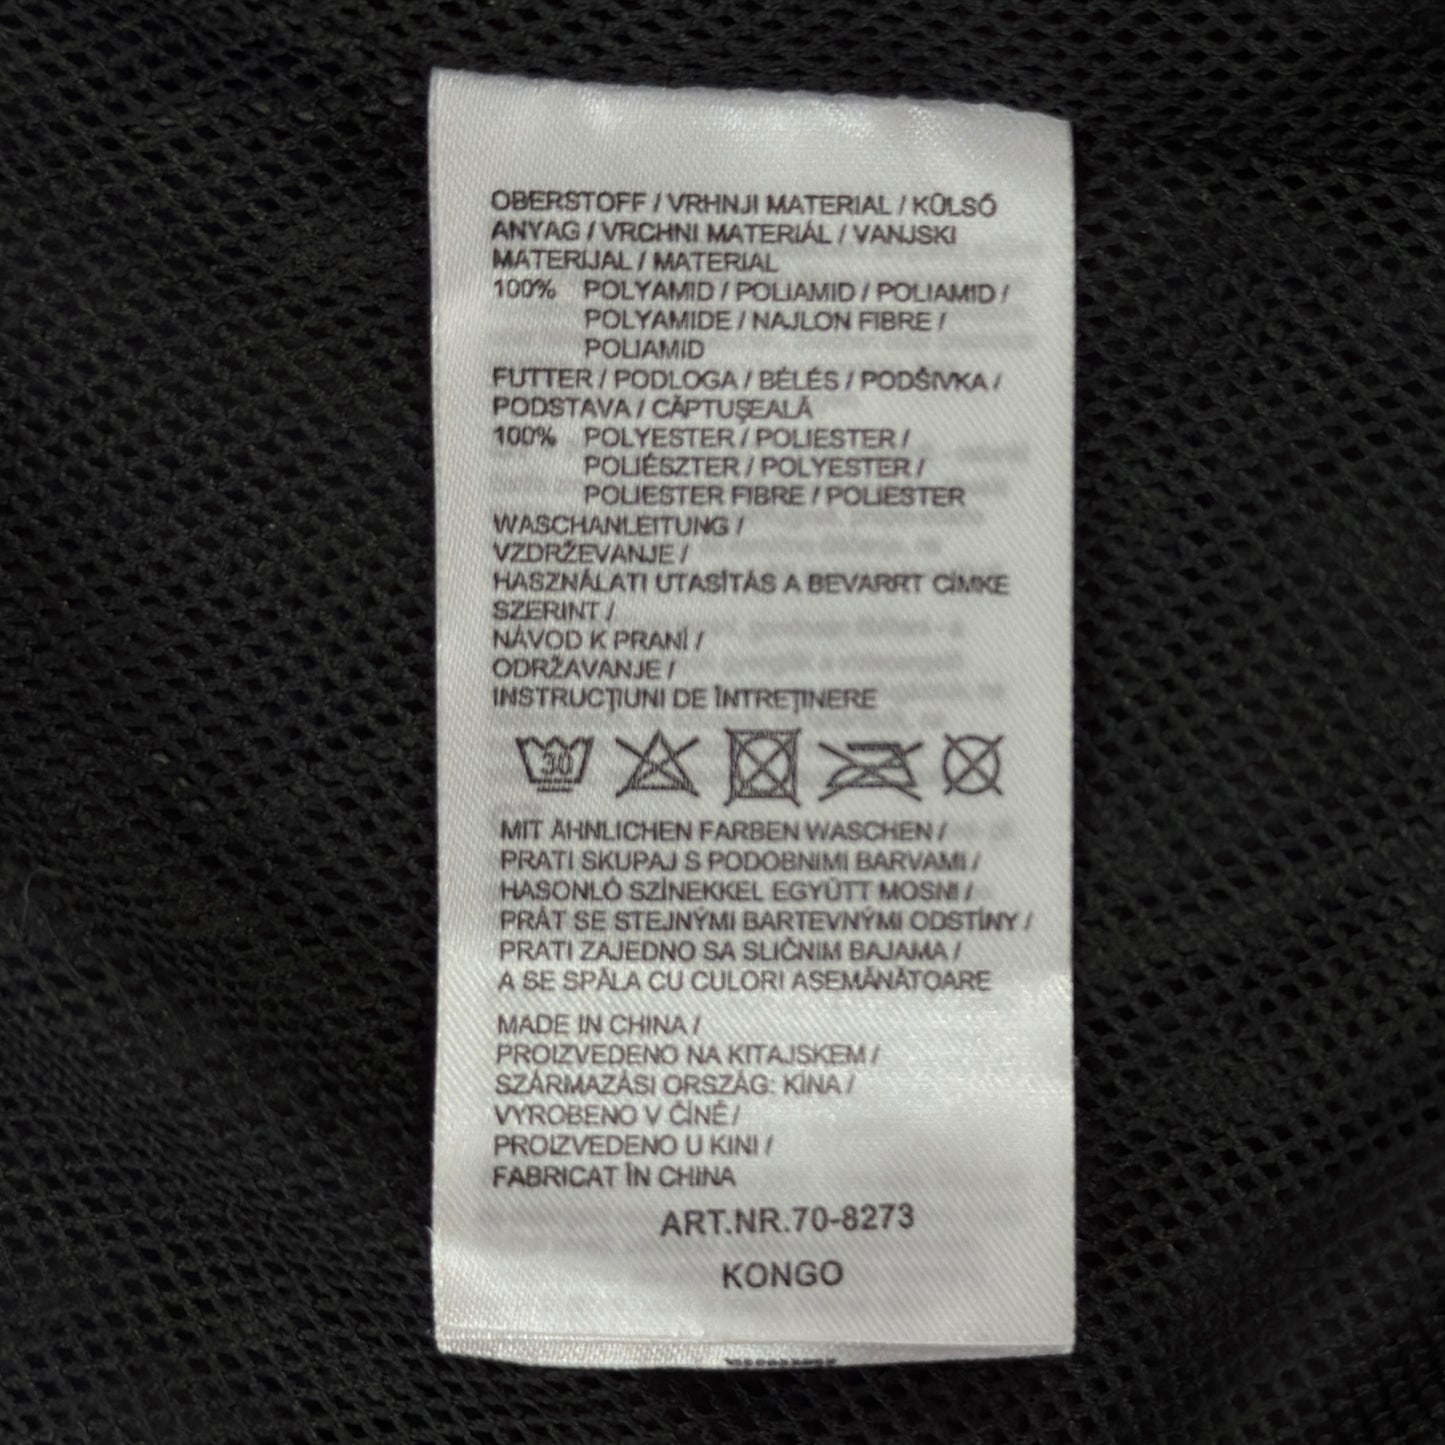 OBERSTOFF / VRHNJI MATERIAL / KÜLSŐ
ANYAG / VRCHNI MATERIÁL / VANJSKI
MATERIJAL / MATERIAL
100% POLYAMID / POLIAMID / POLIAMID /
POLYAMIDE / NAJLON FIBRE /
POLIAMID
FUTTER / PODLOGA / BÉLÉS / PODŠIVKA /
PODSTAVA / CĂPTUŞEALĂ
100% POLYESTER / POLIESTER /
POLIÉSZTER / POLYESTER /
POLIESTER FIBRE / POLIESTER
WASCHANLEITUNG /
VZDRŽEVANJE /
HASZNÁLATI UTASÍTÁS A BEVARRT CÍMKE
SZERINT /
NÁVOD K PRANÍ /
ODRŽAVANJE /
INSTRUCŢIUNI DE ÎNTREŢINERE
30
MIT ÄHNLICHEN FARBEN WASCHEN /
PRATI SKUPAJ S PODOBNIMI BARVAMI /
HASONLÓ SZÍNEKKEL EGYÜTT MOSNI /
PRÁT SE STEJNÝMI BARTEVNÝMI ODSTÍNY /
PRATI ZAJEDNO SA SLIČNIM BAJAMA /
A SE SPĂLA CU CULORI ASEMĂNĂTOARE
MADE IN CHINA /
PROIZVEDENO NA KITAJSKEM /
SZÁRMAZÁSI ORSZÁG: KÍNA /
VYROBENO V ČÍNĚ /
PROIZVEDENO U KINI /
FABRICAT ÎN CHINA
ART.NR.70-8273
KONGO